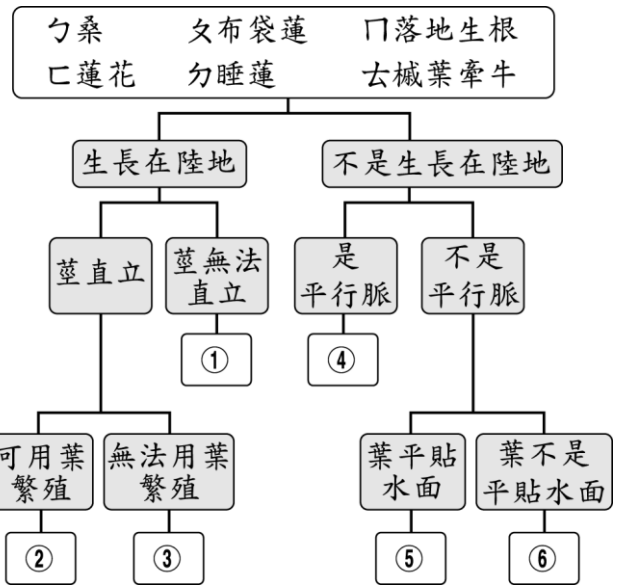 ㄅ桑 ㄆ布袋蓮 ㄇ落地生根
ㄈ蓮花 ㄉ睡蓮 ㄊ槭葉牽牛
生長在陸地
不是生長在陸地
莖直立
莖無法
直立
是
平行脈
不是
平行脈
①
④
可用葉
繁殖
無法用葉
繁殖
葉平貼
水面
葉不是
平貼水面
②
③
⑤
⑥